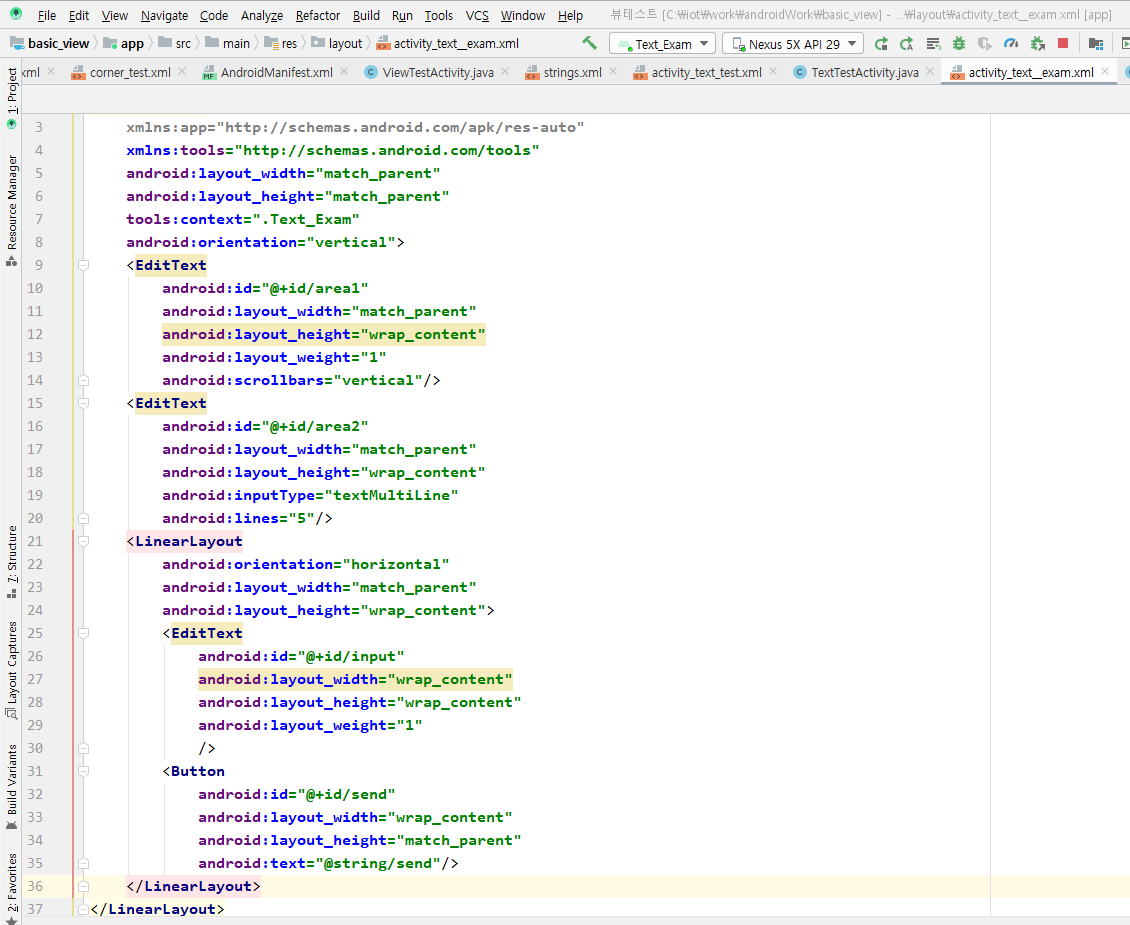 File Edit View Navigate Code Analyze Refactor Build Run Tools VCS Window Help 뷰테스트 [C:₩iot₩work₩androidWork₩basic_view] - ...₩layout₩activity_text__exam.xml [app]
basic_view app src main res layout activity_text__exam.xml Text_Exam Nexus 5X API 29
xml corner_test.xml AndroidManifest.xml ViewTestActivity.java strings.xml activity_text_test.xml TextTestActivity.java activity_text__exam.xml
1: Project
Resource Manager
7: Structure
Layout Captures
Build Variants
2: Favorites
3 xmlns:app="http://schemas.android.com/apk/res-auto"
4 xmlns:tools="http://schemas.android.com/tools"
5 android:layout_width="match_parent"
6 android:layout_height="match_parent"
7 tools:context=".Text_Exam"
8 android:orientation="vertical">
9 <EditText
10 android:id="@+id/area1"
11 android:layout_width="match_parent"
12 android:layout_height="wrap_content"
13 android:layout_weight="1"
14 android:scrollbars="vertical"/>
15 <EditText
16 android:id="@+id/area2"
17 android:layout_width="match_parent"
18 android:layout_height="wrap_content"
19 android:inputType="textMultiLine"
20 android:lines="5"/>
21 <LinearLayout
22 android:orientation="horizontal"
23 android:layout_width="match_parent"
24 android:layout_height="wrap_content">
25 <EditText
26 android:id="@+id/input"
27 android:layout_width="wrap_content"
28 android:layout_height="wrap_content"
29 android:layout_weight="1"
30 />
31 <Button
32 android:id="@+id/send"
33 android:layout_width="wrap_content"
34 android:layout_height="match_parent"
35 android:text="@string/send"/>
36 </LinearLayout>
37 </LinearLayout>